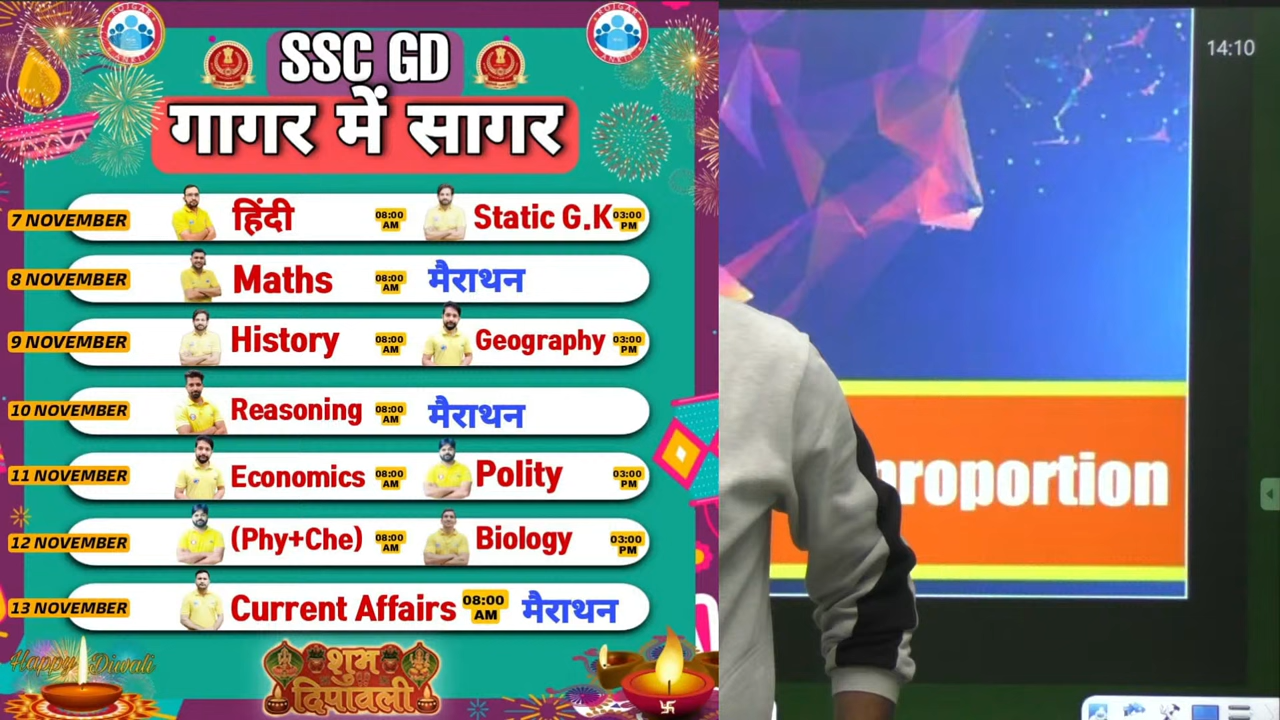 SSC GD
गागर में सागर
7 NOVEMBER हिंदी 08:00 AM Static G.K 03:00 PM
8 NOVEMBER Maths 08:00 AM मैराथन
9 NOVEMBER History 08:00 AM Geography 03:00 PM
10 NOVEMBER Reasoning 08:00 AM मैराथन
11 NOVEMBER Economics 08:00 AM Polity 03:00 PM
12 NOVEMBER (Phy+Che) 08:00 AM Biology 03:00 PM
13 NOVEMBER Current Affairs 08:00 AM मैराथन
Happy Diwali
शुभ
दिपावली
14:10
proportion